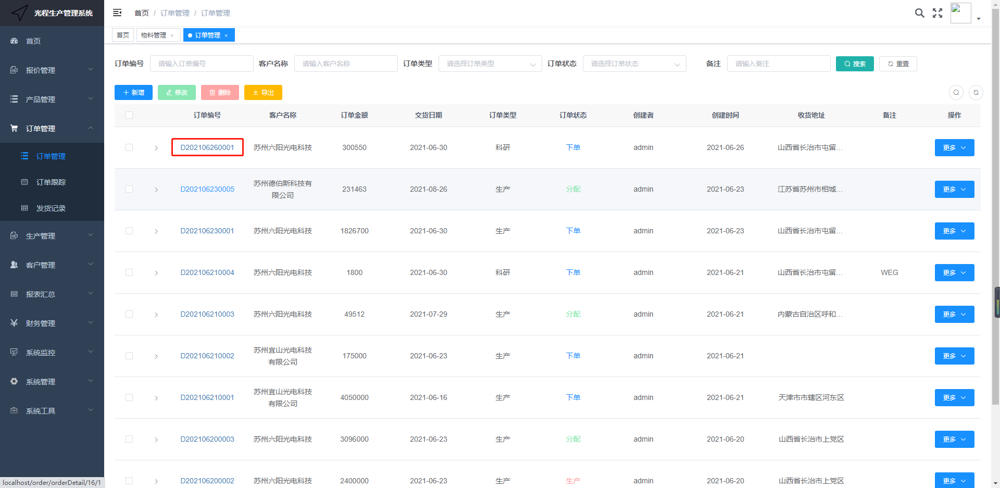 光程生产管理系统
首页 / 订单管理 / 订单管理
首页
物料管理 ×
订单管理 ×
首页
报价管理
产品管理
订单管理
订单管理
订单跟踪
发货记录
生产管理
客户管理
报表汇总
财务管理
系统监控
系统管理
系统工具
订单编号 请输入订单编号 客户名称 请输入客户名称 订单类型 请选择订单类型 订单状态 请选择订单状态 备注 请输入备注 搜索 重置
新增 修改 删除 导出
订单编号 客户名称 订单金额 交货日期 订单类型 订单状态 创建者 创建时间 收货地址 备注 操作
D202106260001 苏州六阳光电科技 300550 2021-06-30 科研 下单 admin 2021-06-26 山西省长治市屯留... 更多
D202106230005 苏州德伯斯科技有限公司 231463 2021-08-26 生产 分配 admin 2021-06-23 江苏省苏州市相城... 更多
D202106230001 苏州六阳光电科技 1826700 2021-06-30 生产 下单 admin 2021-06-23 山西省长治市屯留... 更多
D202106210004 苏州六阳光电科技 1800 2021-06-30 科研 下单 admin 2021-06-21 山西省长治市屯留... WEG 更多
D202106210003 苏州六阳光电科技 49512 2021-07-29 生产 分配 admin 2021-06-21 内蒙古自治区呼和... 更多
D202106210002 苏州宜山光电科技有限公司 175000 2021-06-23 生产 下单 admin 2021-06-21 更多
D202106210001 苏州宜山光电科技有限公司 4050000 2021-06-16 生产 下单 admin 2021-06-21 天津市市辖区河东区 更多
D202106200003 苏州六阳光电科技 3096000 2021-06-23 生产 分配 admin 2021-06-20 山西省长治市上党区 更多
D202106200002 苏州六阳光电科技 2400000 2021-06-23 生产 生产 admin 2021-06-20 山西省长治市上党区 更多
localhost/order/orderDetail/16/1